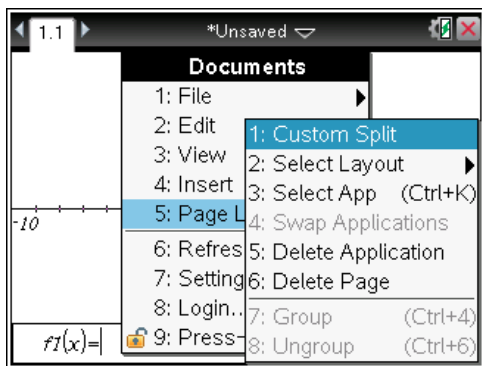 1.1
*Unsaved
Documents
1: File
2: Edit
3: View
4: Insert
5: Page L
6: Refres
7: Setting
8: Login..
9: Press-
1: Custom Split
2: Select Layout
3: Select App (Ctrl+K)
4: Swap Applications
5: Delete Application
6: Delete Page
7: Group (Ctrl+4)
8: Ungroup (Ctrl+6)
-10
f1(x)=